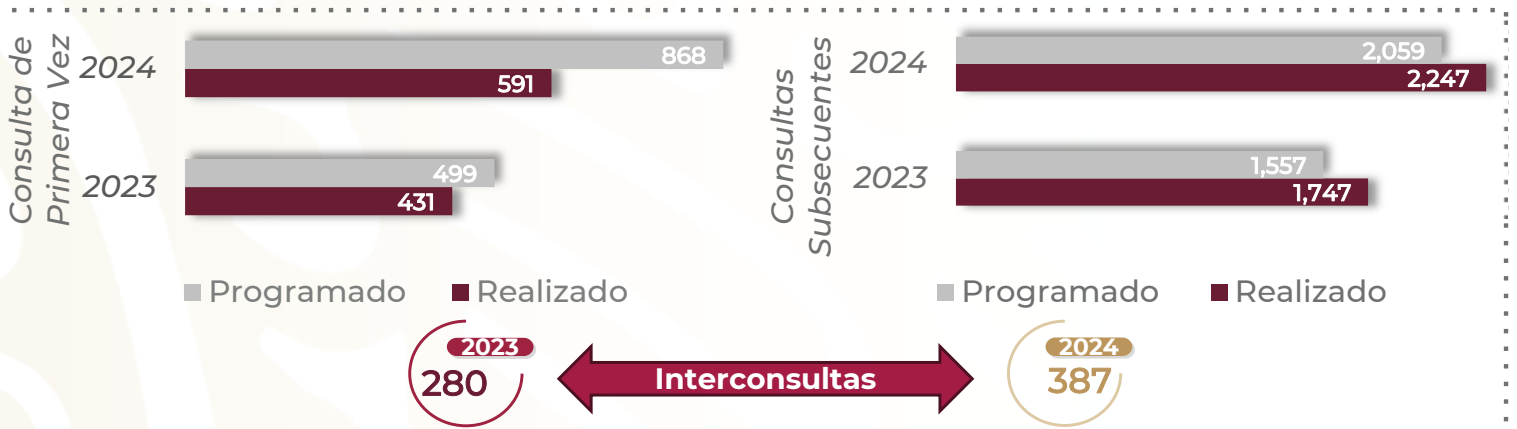 Consulta de
Primera Vez
2024
868
591
2023
499
431
Programado
Realizado
Consultas
Subsecuentes
2024
2,059
2,247
2023
1,557
1,747
Programado
Realizado
2023
280
Interconsultas
2024
387